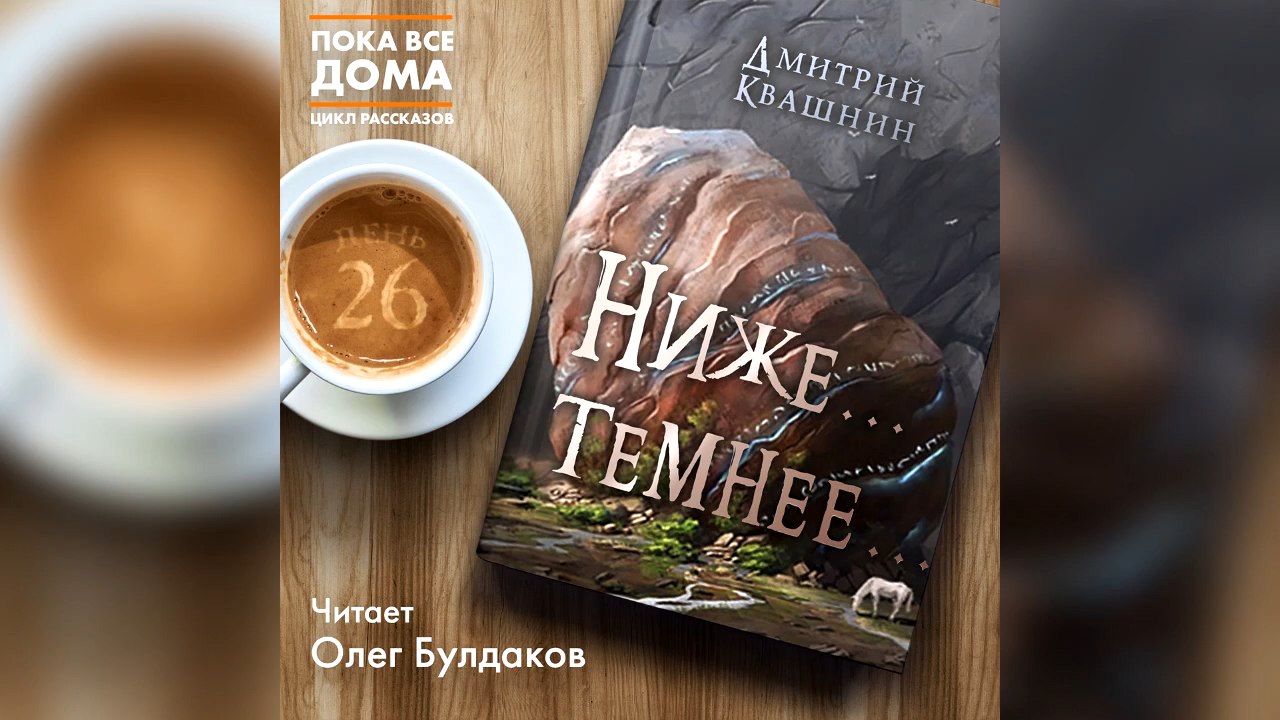 ПОКА ВСЕ
ДОМА
ЦИКЛ РАССКАЗОВ
ДЕНЬ
26
Дмитрий
Квашнин
Ниже...
Темнее...
Читает
Олег Булдаков